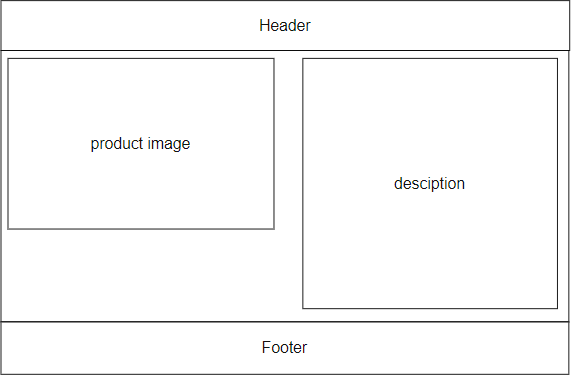 Header
product image
desciption
Footer